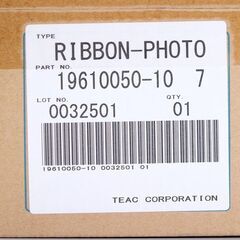 TYPE
RIBBON-PHOTO
PART NO.
19610050-10 7
LOT NO. QTY
0032501 01
19610050-10 0032501 01
TEAC CORPORATION